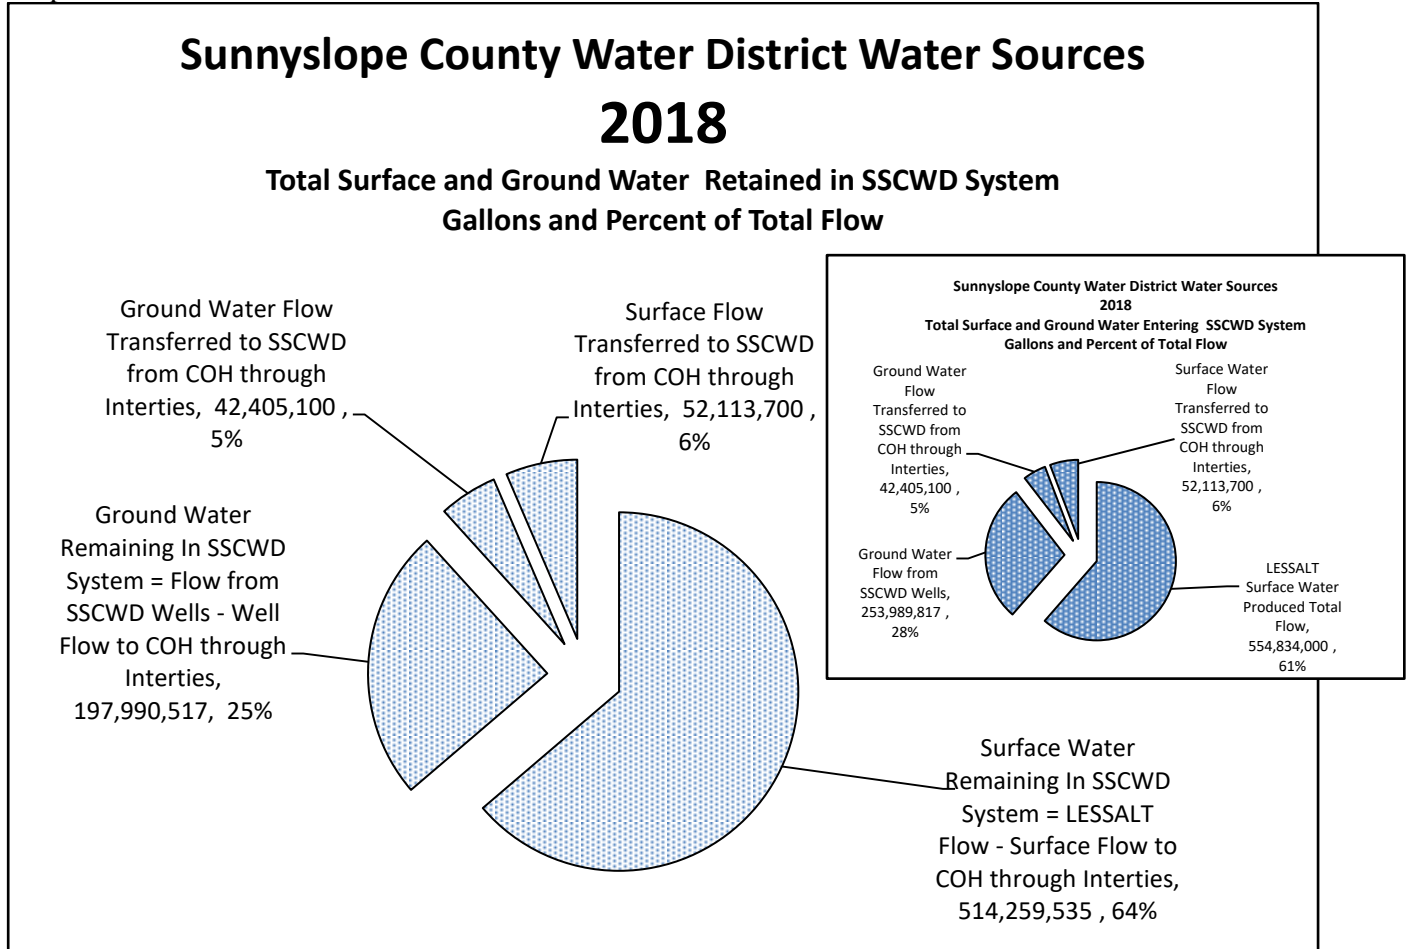 Sunnyslope County Water District Water Sources
2018
Total Surface and Ground Water Retained in SSCWD System
Gallons and Percent of Total Flow
Ground Water Flow
Transferred to SSCWD
from COH through
Interties, 42,405,100 ,
5%
Surface Flow
Transferred to SSCWD
from COH through
Interties, 52,113,700 ,
6%
Ground Water
Remaining In SSCWD
System = Flow from
SSCWD Wells - Well
Flow to COH through
Interties,
197,990,517, 25%
Surface Water
Remaining In SSCWD
System = LESSALT
Flow - Surface Flow to
COH through Interties,
514,259,535 , 64%
Sunnyslope County Water District Water Sources
2018
Total Surface and Ground Water Entering SSCWD System
Gallons and Percent of Total Flow
Ground Water
Flow
Transferred to
SSCWD from
COH through
Interties,
42,405,100 ,
5%
Surface Water
Flow
Transferred to
SSCWD from
COH through
Interties,
52,113,700 ,
6%
Ground Water
Flow from
SSCWD Wells,
253,989,817 ,
28%
LESSALT
Surface Water
Produced Total
Flow,
554,834,000 ,
61%